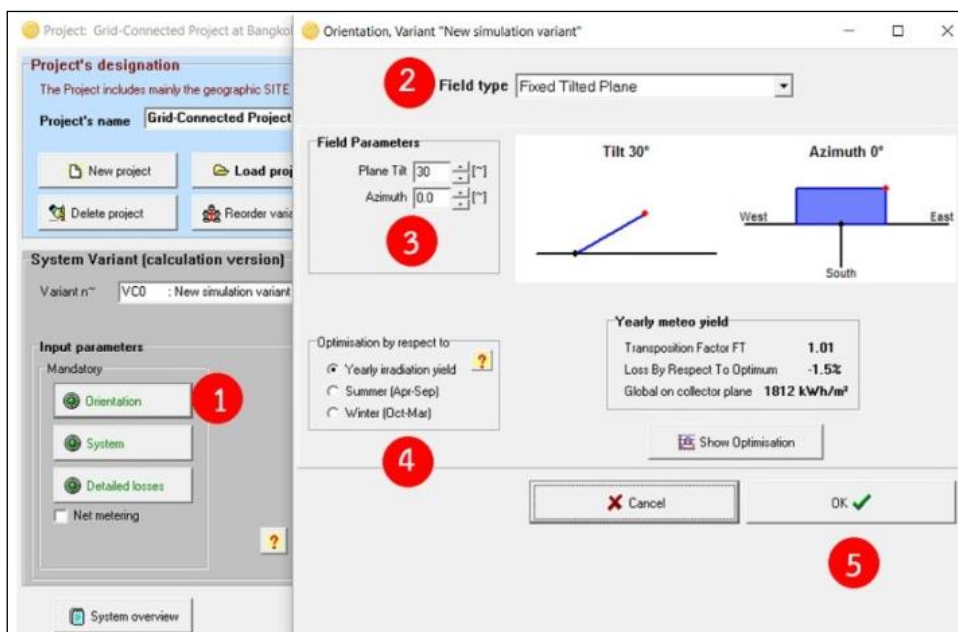 Project: Grid-Connected Project at Bangkok
Project's designation
The Project includes mainly the geographic SITE
Project's name Grid-Connected Project
New project
Load proj
Delete project
Reorder varia
System Variant (calculation version)
Variant n~ VC0 : New simulation variant
Input parameters
Mandatory
Orientation
1
System
Detailed losses
Net metering
?
System overview
Orientation, Variant "New simulation variant"
2
Field type Fixed Tilted Plane
Field Parameters
Plane Tilt 30 [~]
Azimuth 0.0 [~]
3
Tilt 30°
Azimuth 0°
West
East
South
Optimisation by respect to
Yearly irradiation yield
?
Summer (Apr-Sep)
Winter (Oct-Mar)
4
Yearly meteo yield
Transposition Factor FT 1.01
Loss By Respect To Optimum -1.5%
Global on collector plane 1812 kWh/m²
Show Optimisation
Cancel
OK
5